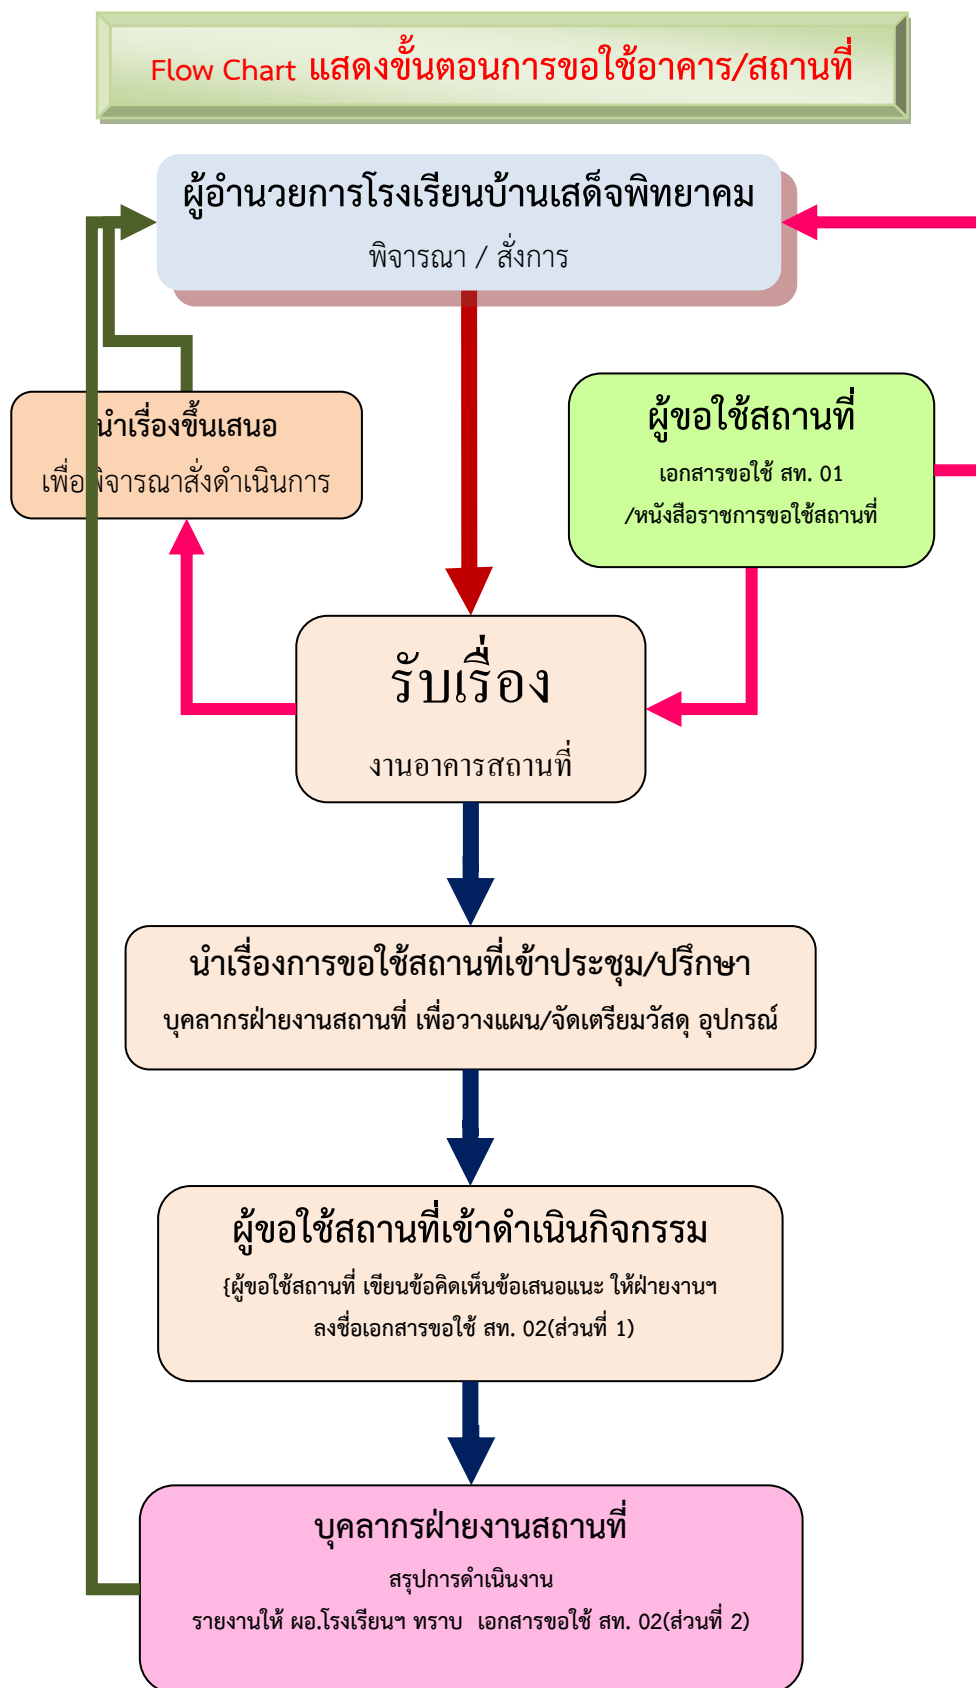 Flow Chart แสดงขั้นตอนการขอใช้อาคาร/สถานที่
ผู้อำนวยการโรงเรียนบ้านเสด็จพิทยาคม
พิจารณา / สั่งการ
นำเรื่องขึ้นเสนอ
เพื่อพิจารณาสั่งดำเนินการ
ผู้ขอใช้สถานที่
เอกสารขอใช้ สท. 01
/หนังสือราชการขอใช้สถานที่
รับเรื่อง
งานอาคารสถานที่
นำเรื่องการขอใช้สถานที่เข้าประชุม/ปรึกษา
บุคลากรฝ่ายงานสถานที่ เพื่อวางแผน/จัดเตรียมวัสดุ อุปกรณ์
ผู้ขอใช้สถานที่เข้าดำเนินกิจกรรม
{ผู้ขอใช้สถานที่ เขียนข้อคิดเห็นข้อเสนอแนะ ให้ฝ่ายงานฯ
ลงชื่อเอกสารขอใช้ สท. 02(ส่วนที่ 1)
บุคลากรฝ่ายงานสถานที่
สรุปการดำเนินงาน
รายงานให้ ผอ.โรงเรียนฯ ทราบ เอกสารขอใช้ สท. 02(ส่วนที่ 2)